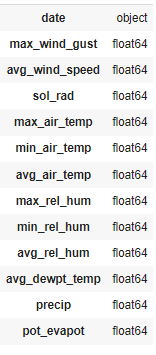 date object
max_wind_gust float64
avg_wind_speed float64
sol_rad float64
max_air_temp float64
min_air_temp float64
avg_air_temp float64
max_rel_hum float64
min_rel_hum float64
avg_rel_hum float64
avg_dewpt_temp float64
precip float64
pot_evapot float64